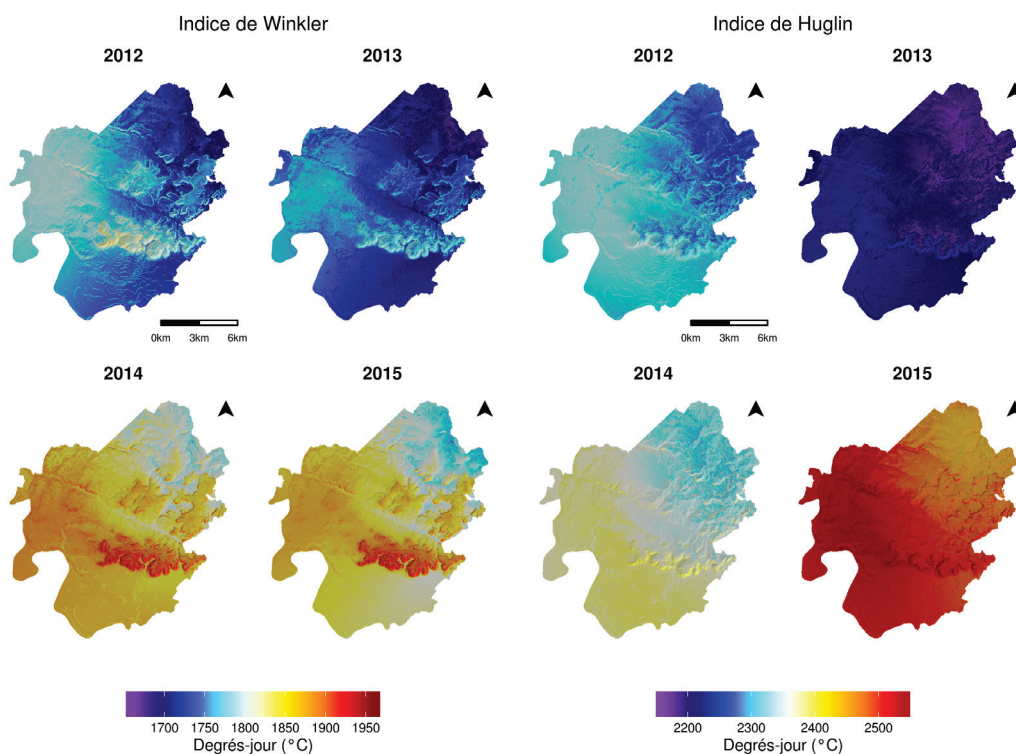 Indice de Winkler
Indice de Huglin
2012
2013
2012
2013
0km 3km 6km
0km 3km 6km
2014
2015
2014
2015
1700 1750 1800 1850 1900 1950
Degrés-jour (°C)
2200 2300 2400 2500
Degrés-jour (°C)